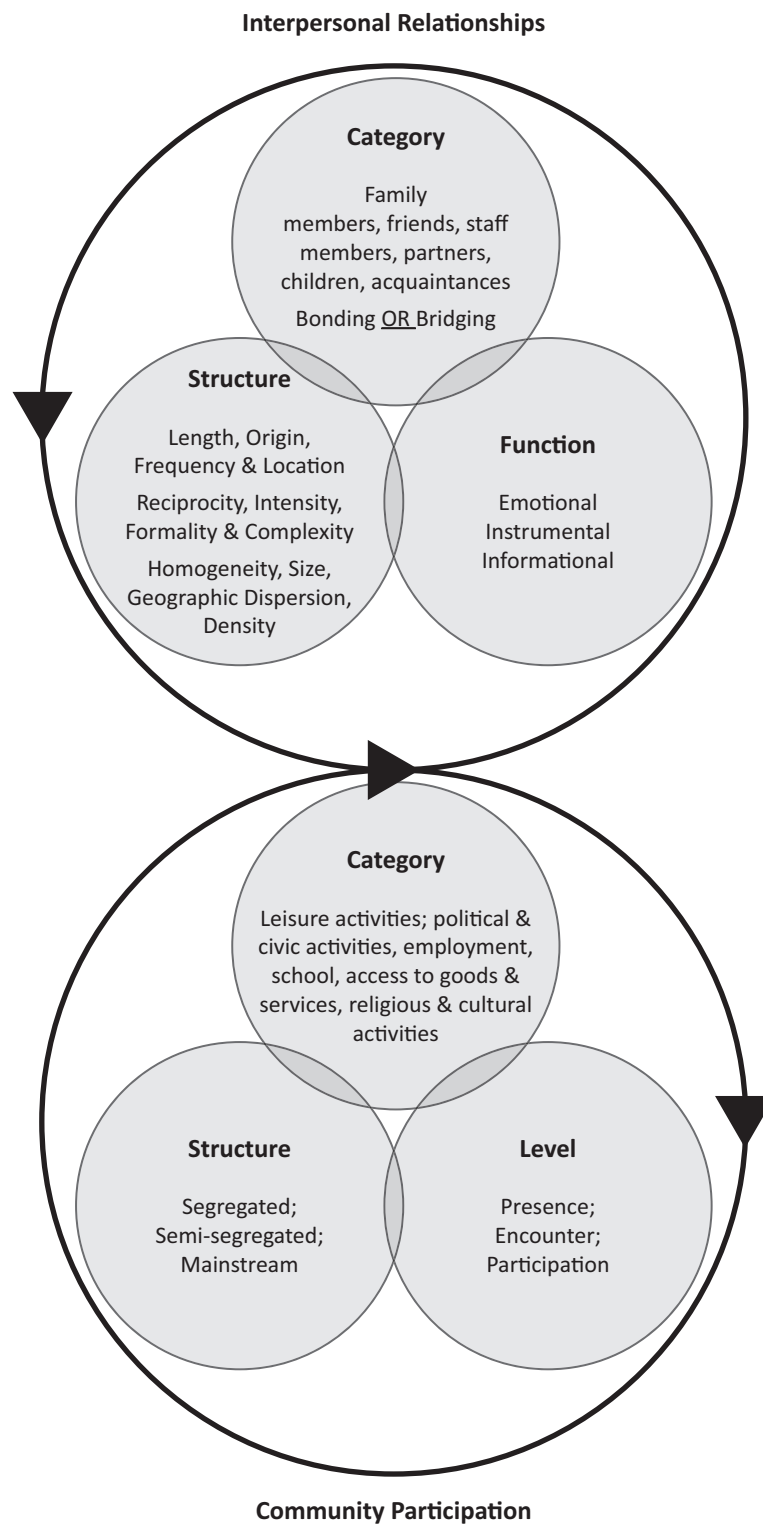 Interpersonal Relationships
Category
Family
members, friends, staff
members, partners,
children, acquaintances
Bonding OR Bridging
Structure
Length, Origin,
Frequency & Location
Reciprocity, Intensity,
Formality & Complexity
Homogeneity, Size,
Geographic Dispersion,
Density
Function
Emotional
Instrumental
Informational
Category
Leisure activities; political &
civic activities, employment,
school, access to goods &
services, religious & cultural
activities
Structure
Segregated;
Semi-segregated;
Mainstream
Level
Presence;
Encounter;
Participation
Community Participation